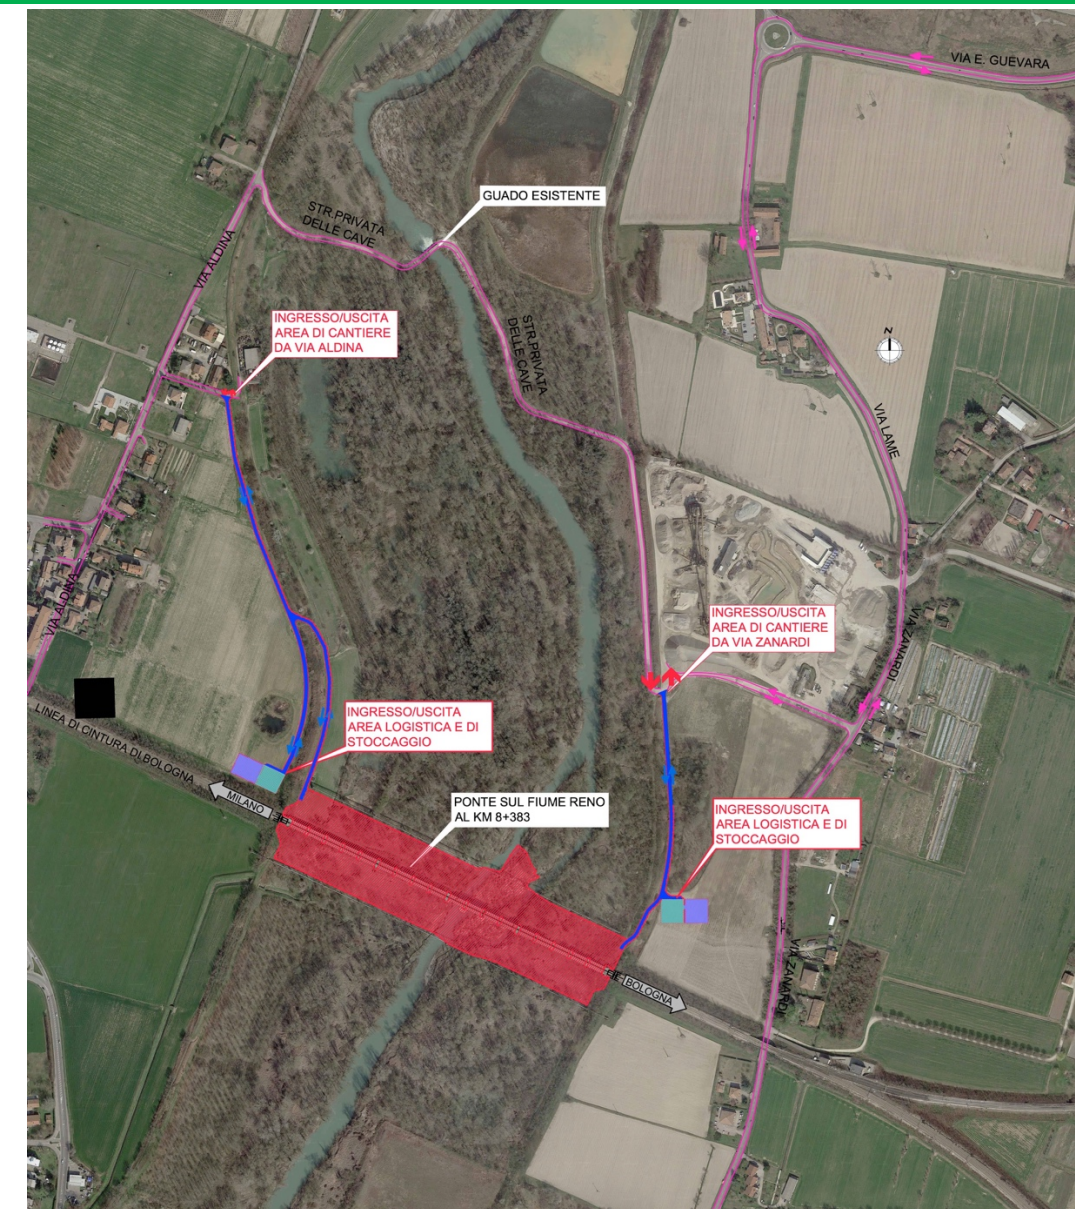 VIA E. GUEVARA
GUADO ESISTENTE
STR.PRIVATA
DELLE CAVE
VIA ALDINA
INGRESSO/USCITA
AREA DI CANTIERE
DA VIA ALDINA
STR.PRIVATA
DELLE CAVE
N
VIA LAME
VIA ALDINA
INGRESSO/USCITA
AREA DI CANTIERE
DA VIA ZANARDI
VIA ZANARDI
LINEA DI CINTURA DI BOLOGNA
INGRESSO/USCITA
AREA LOGISTICA E DI
STOCCAGGIO
MILANO
PONTE SUL FIUME RENO
AL KM 8+383
INGRESSO/USCITA
AREA LOGISTICA E DI
STOCCAGGIO
BOLOGNA
VIA ZANARDI